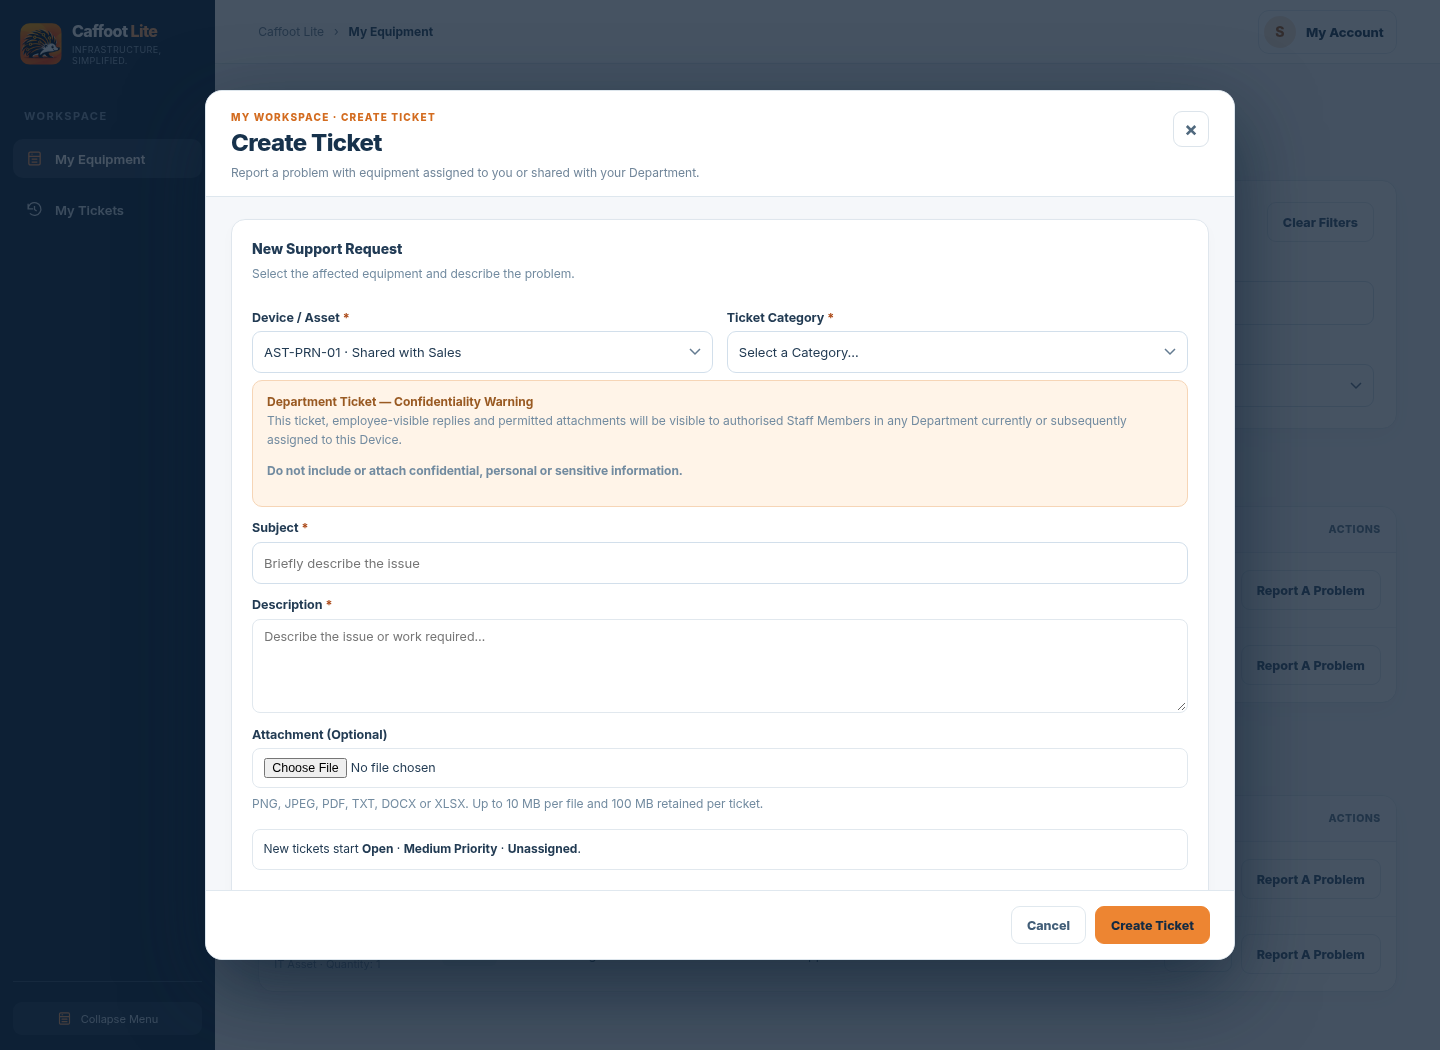 Caffoot Lite
INFRASTRUCTURE,
SIMPLIFIED.
Caffoot Lite › My Equipment
S My Account
WORKSPACE
My Equipment
My Tickets
Collapse Menu
Clear Filters
ACTIONS
Report A Problem
Report A Problem
ACTIONS
Report A Problem
Report A Problem
IT Asset · Quantity: 1
MY WORKSPACE · CREATE TICKET
Create Ticket
×
Report a problem with equipment assigned to you or shared with your Department.
New Support Request
Select the affected equipment and describe the problem.
Device / Asset * Ticket Category *
AST-PRN-01 · Shared with Sales Select a Category...
Department Ticket — Confidentiality Warning
This ticket, employee-visible replies and permitted attachments will be visible to authorised Staff Members in any Department currently or subsequently
assigned to this Device.
Do not include or attach confidential, personal or sensitive information.
Subject *
Briefly describe the issue
Description *
Describe the issue or work required...
Attachment (Optional)
Choose File No file chosen
PNG, JPEG, PDF, TXT, DOCX or XLSX. Up to 10 MB per file and 100 MB retained per ticket.
New tickets start Open · Medium Priority · Unassigned.
Cancel Create Ticket